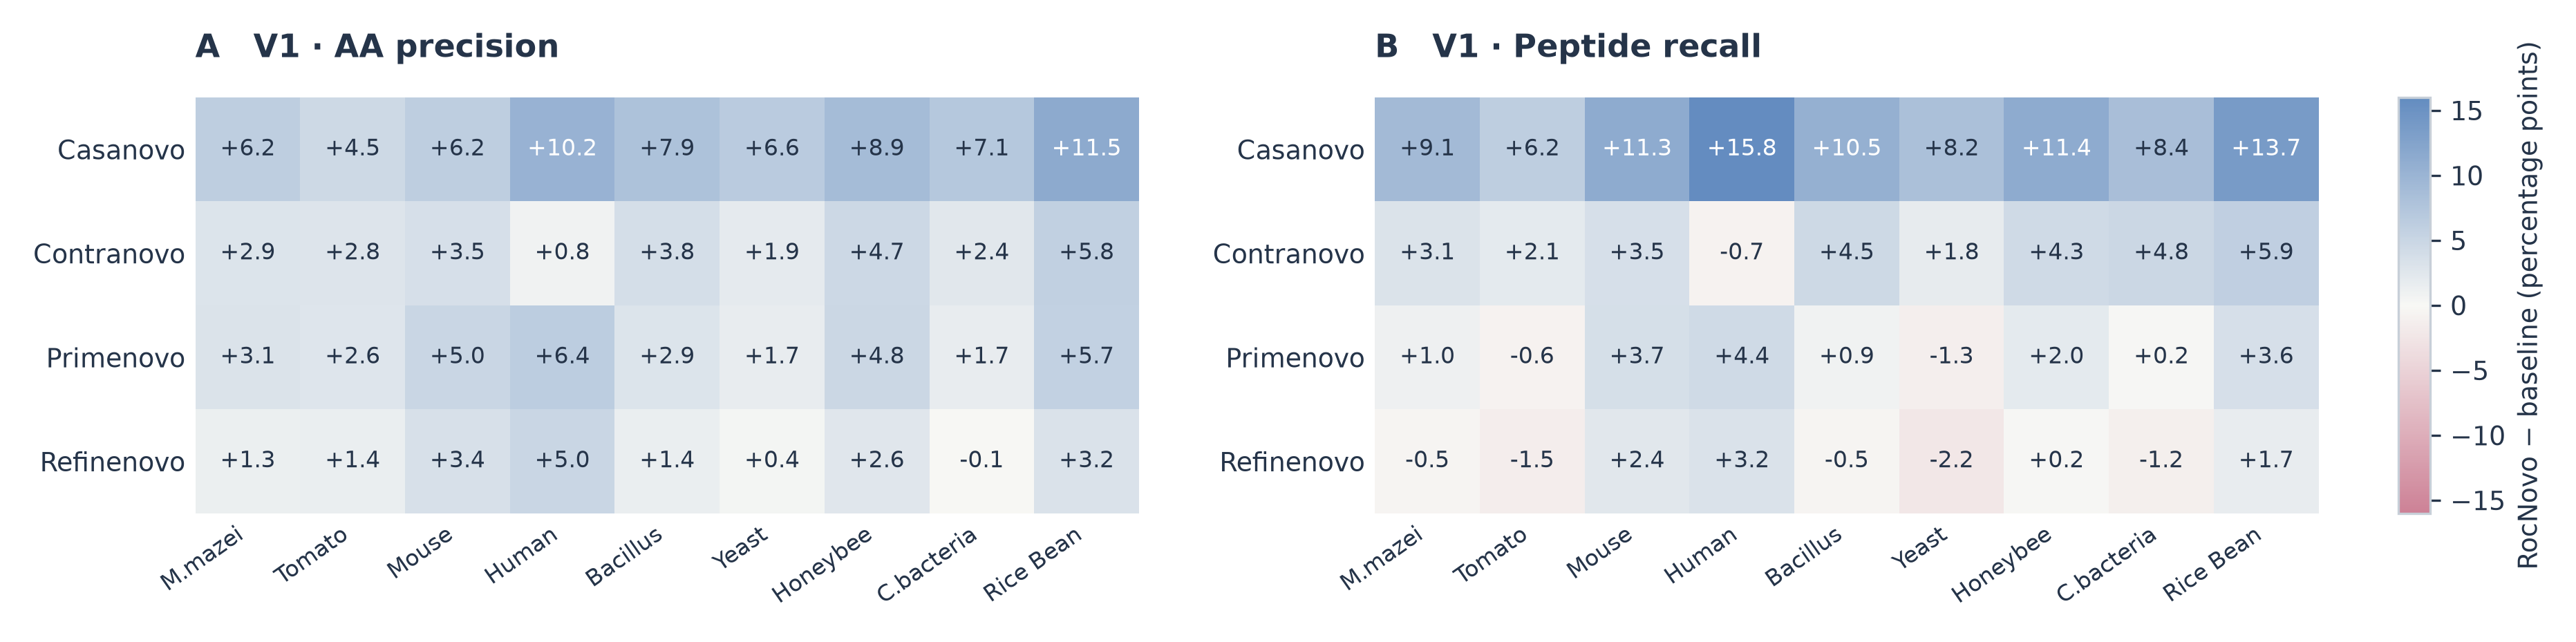 A V1 · AA precision
Casanovo +6.2 +4.5 +6.2 +10.2 +7.9 +6.6 +8.9 +7.1 +11.5
Contranovo +2.9 +2.8 +3.5 +0.8 +3.8 +1.9 +4.7 +2.4 +5.8
Primenovo +3.1 +2.6 +5.0 +6.4 +2.9 +1.7 +4.8 +1.7 +5.7
Refinenovo +1.3 +1.4 +3.4 +5.0 +1.4 +0.4 +2.6 -0.1 +3.2
M.mazei Tomato Mouse Human Bacillus Yeast Honeybee C.bacteria Rice Bean
B V1 · Peptide recall
Casanovo +9.1 +6.2 +11.3 +15.8 +10.5 +8.2 +11.4 +8.4 +13.7
Contranovo +3.1 +2.1 +3.5 -0.7 +4.5 +1.8 +4.3 +4.8 +5.9
Primenovo +1.0 -0.6 +3.7 +4.4 +0.9 -1.3 +2.0 +0.2 +3.6
Refinenovo -0.5 -1.5 +2.4 +3.2 -0.5 -2.2 +0.2 -1.2 +1.7
M.mazei Tomato Mouse Human Bacillus Yeast Honeybee C.bacteria Rice Bean
15
10
5
0
−5
−10
−15
RocNovo − baseline (percentage points)